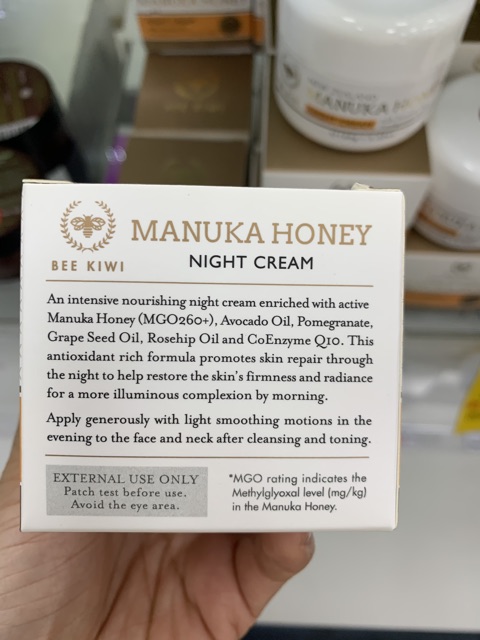 NEW ZEALAND
MANUKA HONEY
BEE KIWI
MANUKA HONEY
NIGHT CREAM
An intensive nourishing night cream enriched with active
Manuka Honey (MGO260+), Avocado Oil, Pomegranate,
Grape Seed Oil, Rosehip Oil and CoEnzyme Q10. This
antioxidant rich formula promotes skin repair through
the night to help restore the skin's firmness and radiance
for a more illuminous complexion by morning.
Apply generously with light smoothing motions in the
evening to the face and neck after cleansing and toning.
EXTERNAL USE ONLY
Patch test before use.
Avoid the eye area.
*MGO rating indicates the
Methylglyoxal level (mg/kg)
in the Manuka Honey.